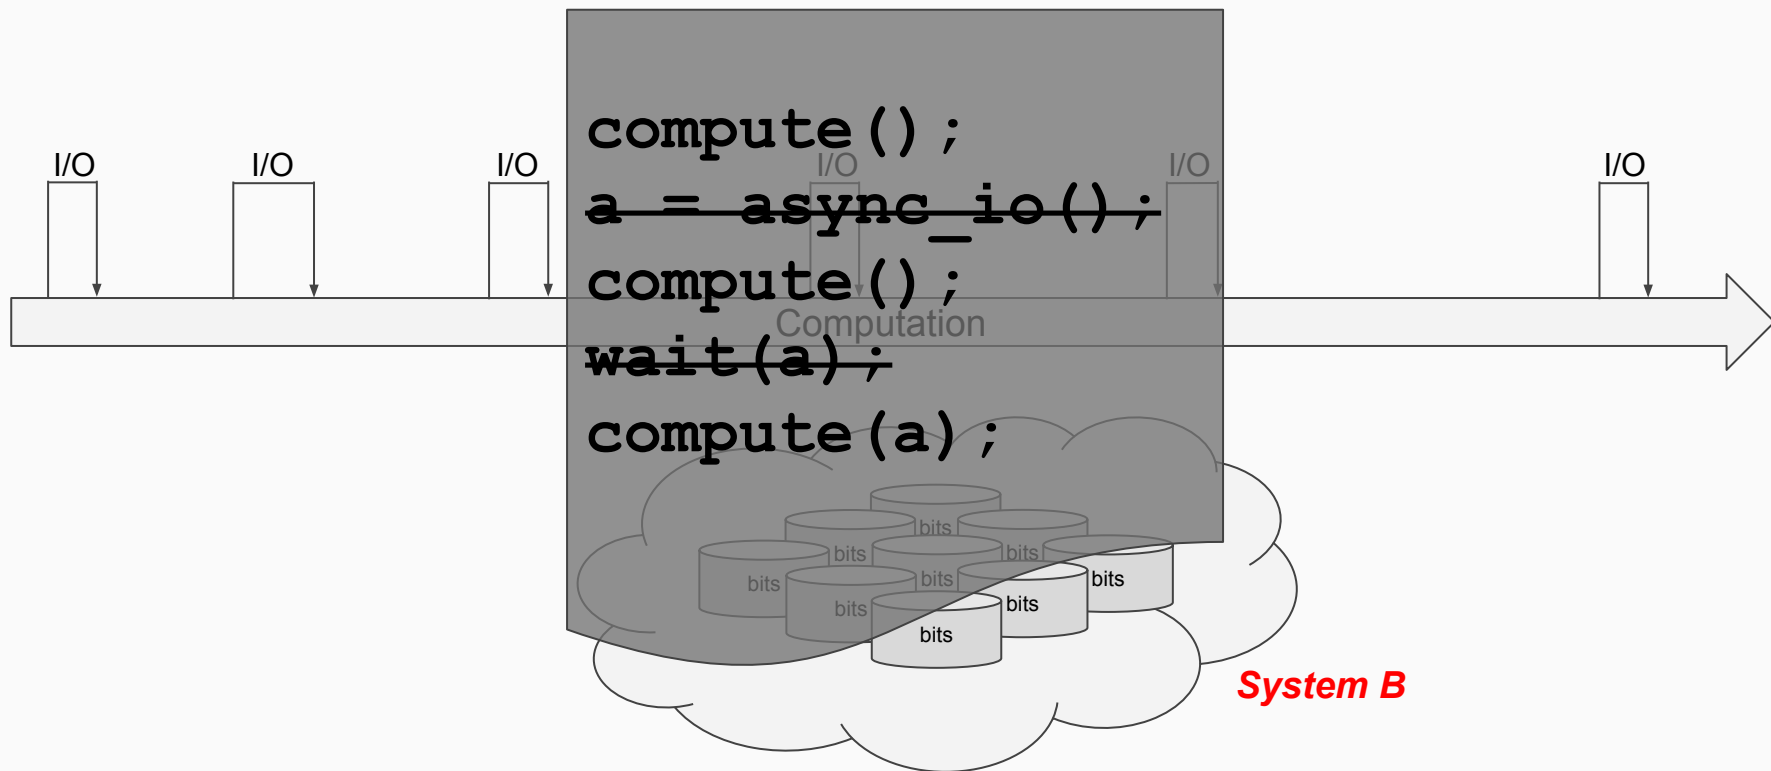 compute();
I/O
I/O
I/O
I/O
I/O
I/O
a = async_io();
compute();
Computation
wait(a);
compute(a);
bits
bits
bits
bits
bits
bits
bits
bits
bits
System B